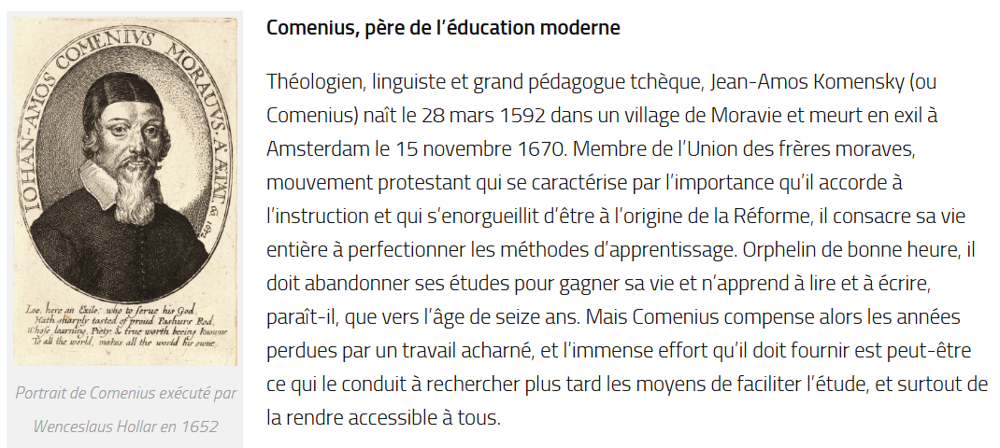 IOHAN-AMOS COMENIVS MORAUVS. A° ÆTAT. 60 1652
Loe, here an Exile; who to serue his God,
Hath sharply tasted of proud Pashurs Rod,
Whose learning, Piety, & true worth beeing knowne
To all the world, makes all the world his owne.
Portrait de Comenius exécuté par
Wenceslaus Hollar en 1652
Comenius, père de l’éducation moderne
Théologien, linguiste et grand pédagogue tchèque, Jean-Amos Komensky (ou
Comenius) naît le 28 mars 1592 dans un village de Moravie et meurt en exil à
Amsterdam le 15 novembre 1670. Membre de l’Union des frères moraves,
mouvement protestant qui se caractérise par l’importance qu’il accorde à
l’instruction et qui s’enorgueillit d’être à l’origine de la Réforme, il consacre sa vie
entière à perfectionner les méthodes d’apprentissage. Orphelin de bonne heure, il
doit abandonner ses études pour gagner sa vie et n’apprend à lire et à écrire,
paraît-il, que vers l’âge de seize ans. Mais Comenius compense alors les années
perdues par un travail acharné, et l’immense effort qu’il doit fournir est peut-être
ce qui le conduit à rechercher plus tard les moyens de faciliter l’étude, et surtout de
la rendre accessible à tous.